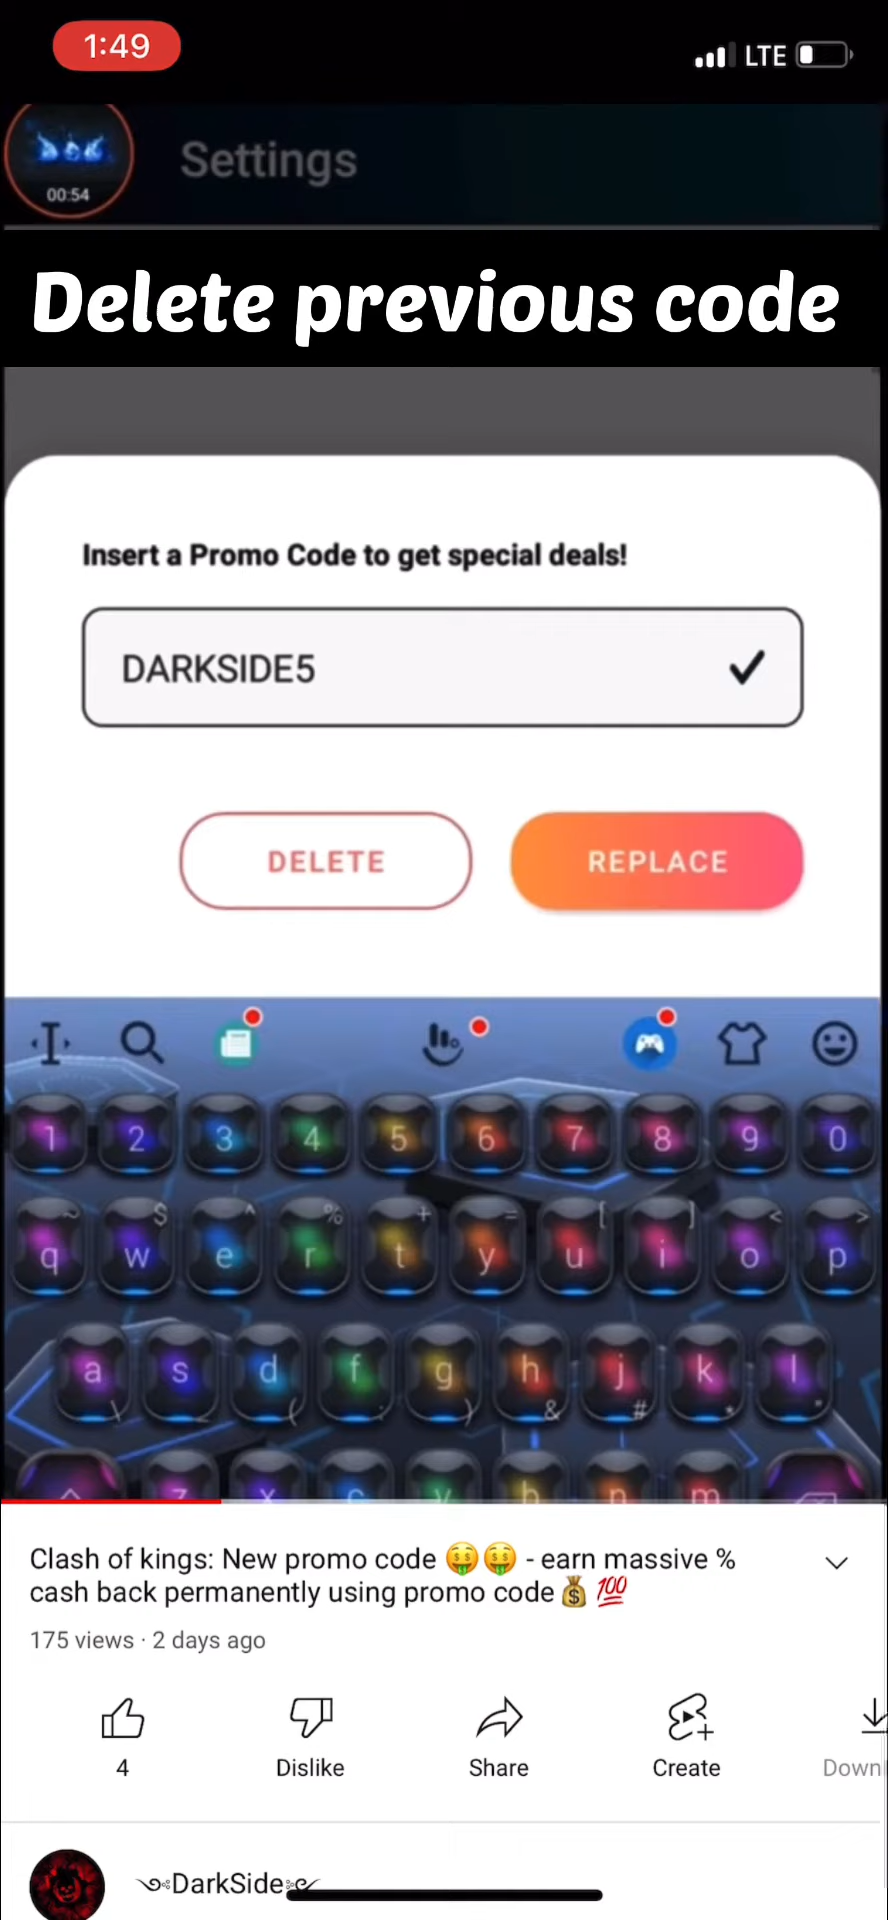 1:49
LTE
00:54
Settings
Delete previous code
Insert a Promo Code to get special deals!
DARKSIDE5
DELETE
REPLACE
1 2 3 4 5 6 7 8 9 0
~ $ ^ % + = [ ] < >
q w e r t y u i o p
a s d f g h j k l
\ _ ( : ) & # * "
z x c v b n m
Clash of kings: New promo code 🤑🤑 - earn massive %
cash back permanently using promo code💰 💯
175 views · 2 days ago
4 Dislike Share Create Down
DarkSide